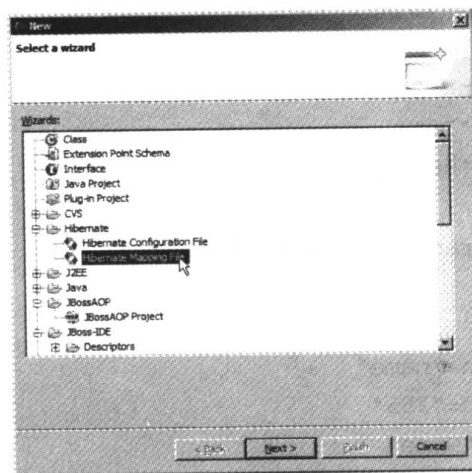 New
Select a wizard
Wizards:
Class
Extension Point Schema
Interface
Java Project
Plug-in Project
CVS
Hibernate
Hibernate Configuration File
Hibernate Mapping File
J2EE
Java
JBossAOP
JBossAOP Project
JBoss-IDE
Descriptors
< Back Next > Finish Cancel